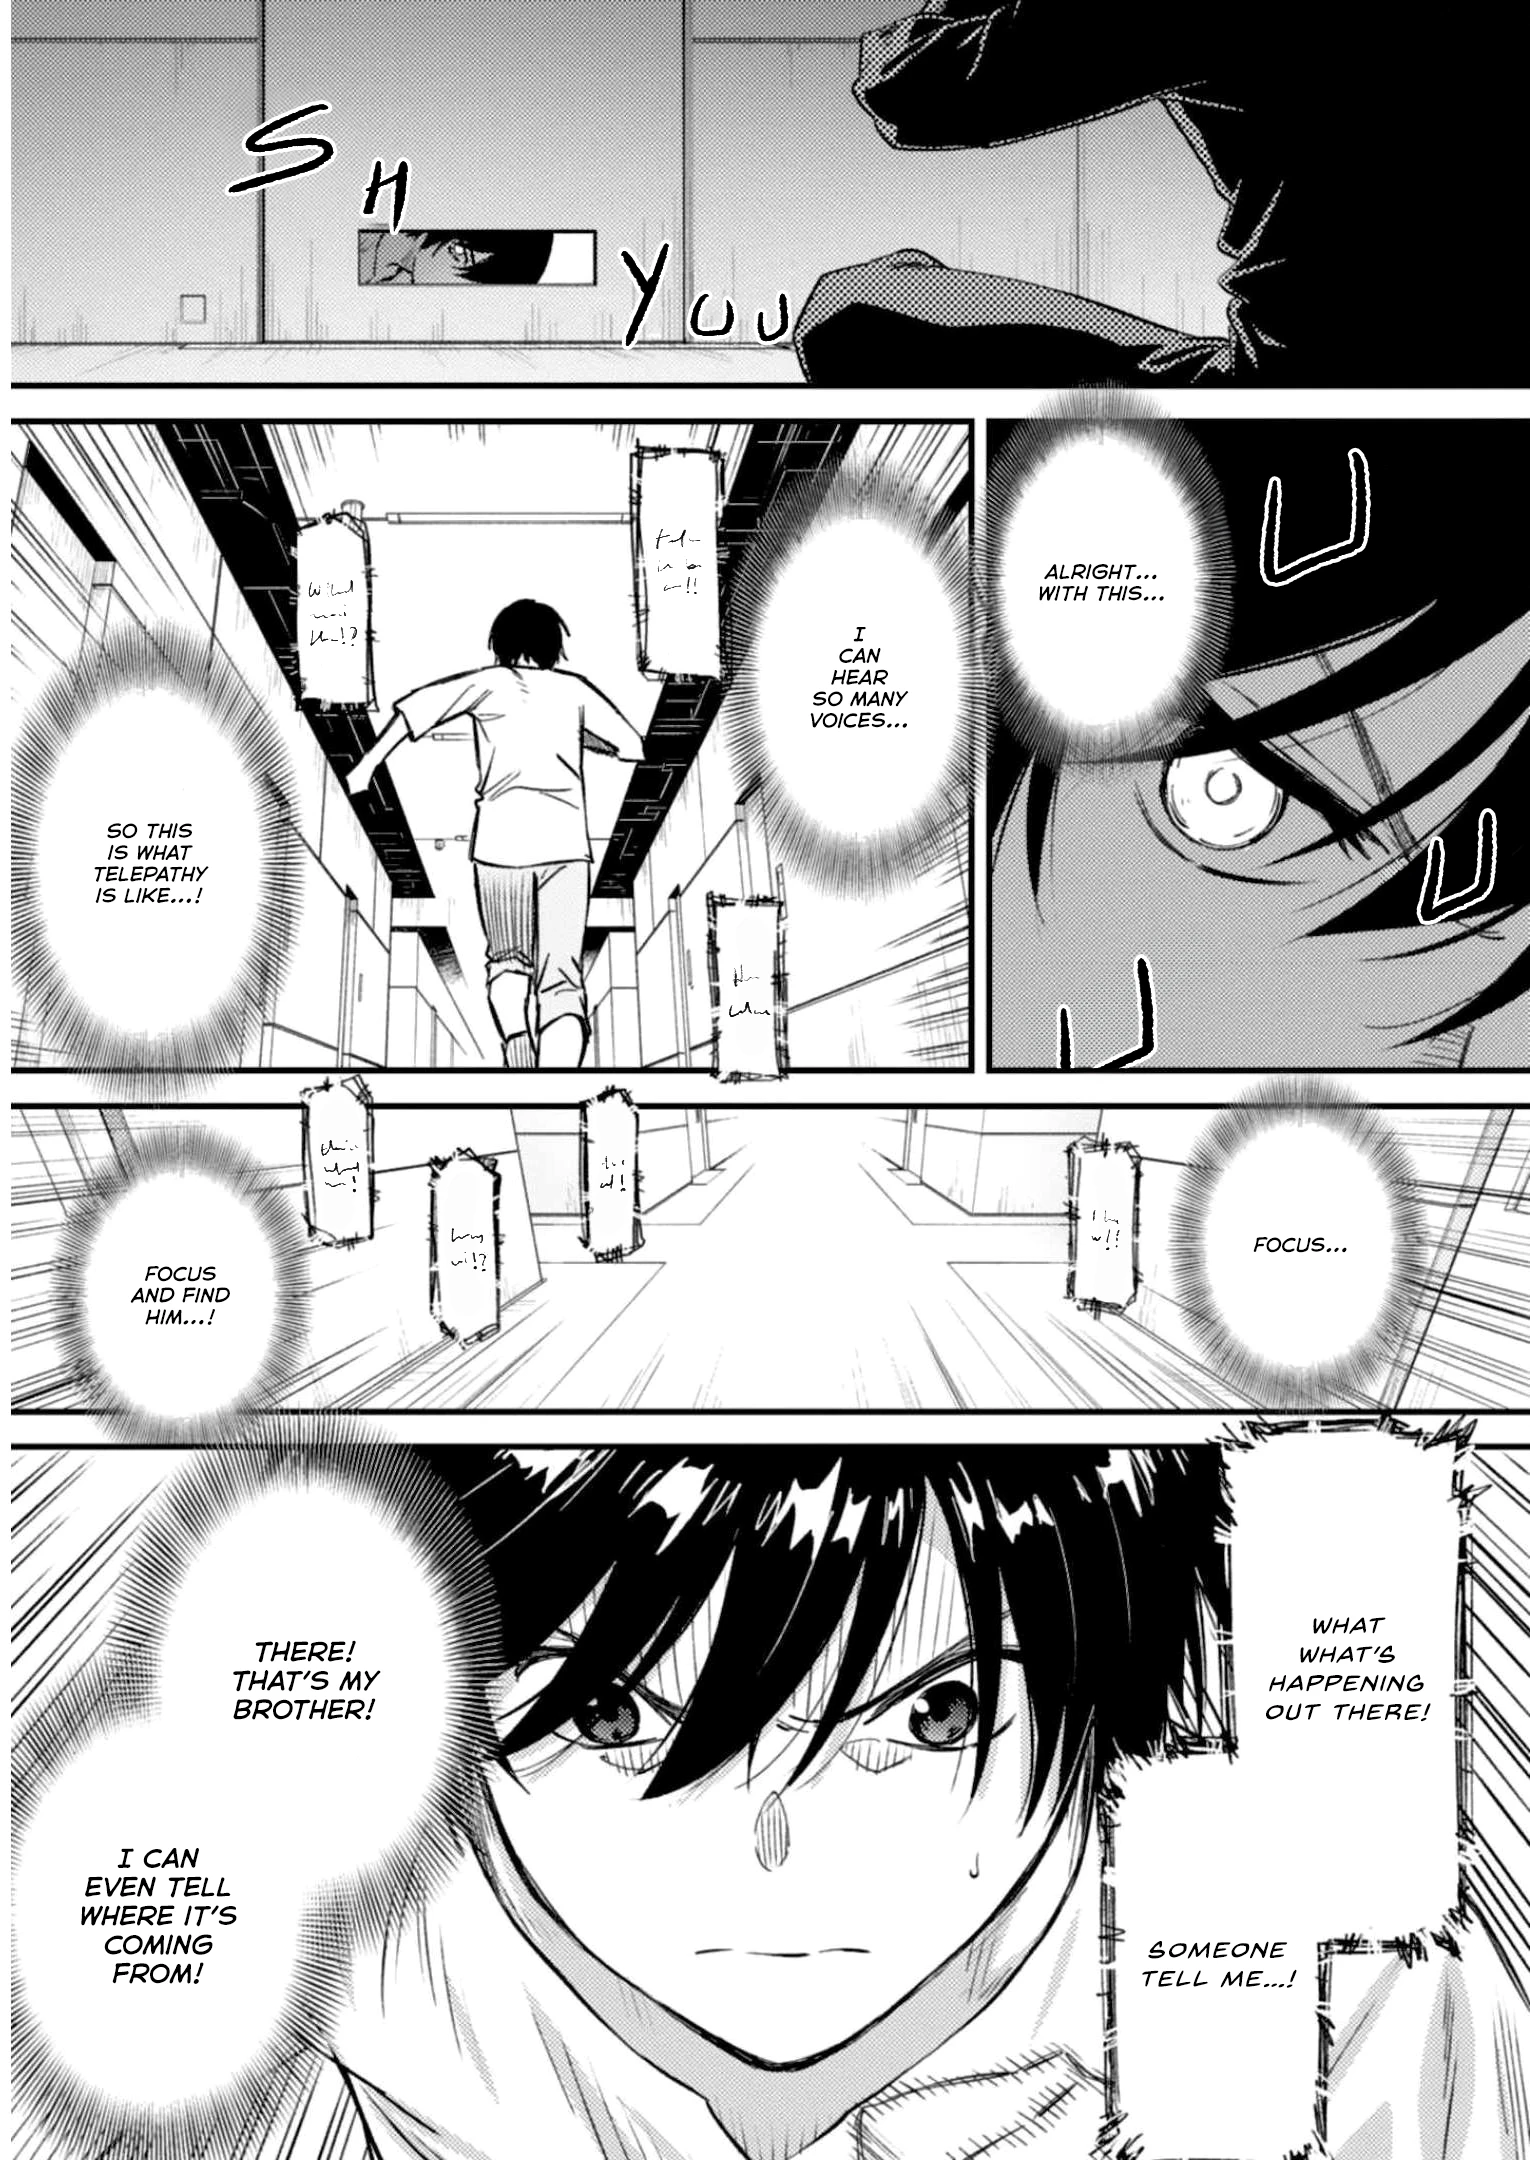 SHYUU
ALRIGHT...
WITH THIS...
I
CAN
HEAR
SO MANY
VOICES...
SO THIS
IS WHAT
TELEPATHY
IS LIKE...!
FOCUS...
FOCUS
AND FIND
HIM...!
WHAT
WHAT'S
HAPPENING
OUT THERE!
SOMEONE
TELL ME...!
THERE!
THAT'S MY
BROTHER!
I CAN
EVEN TELL
WHERE IT'S
COMING
FROM!